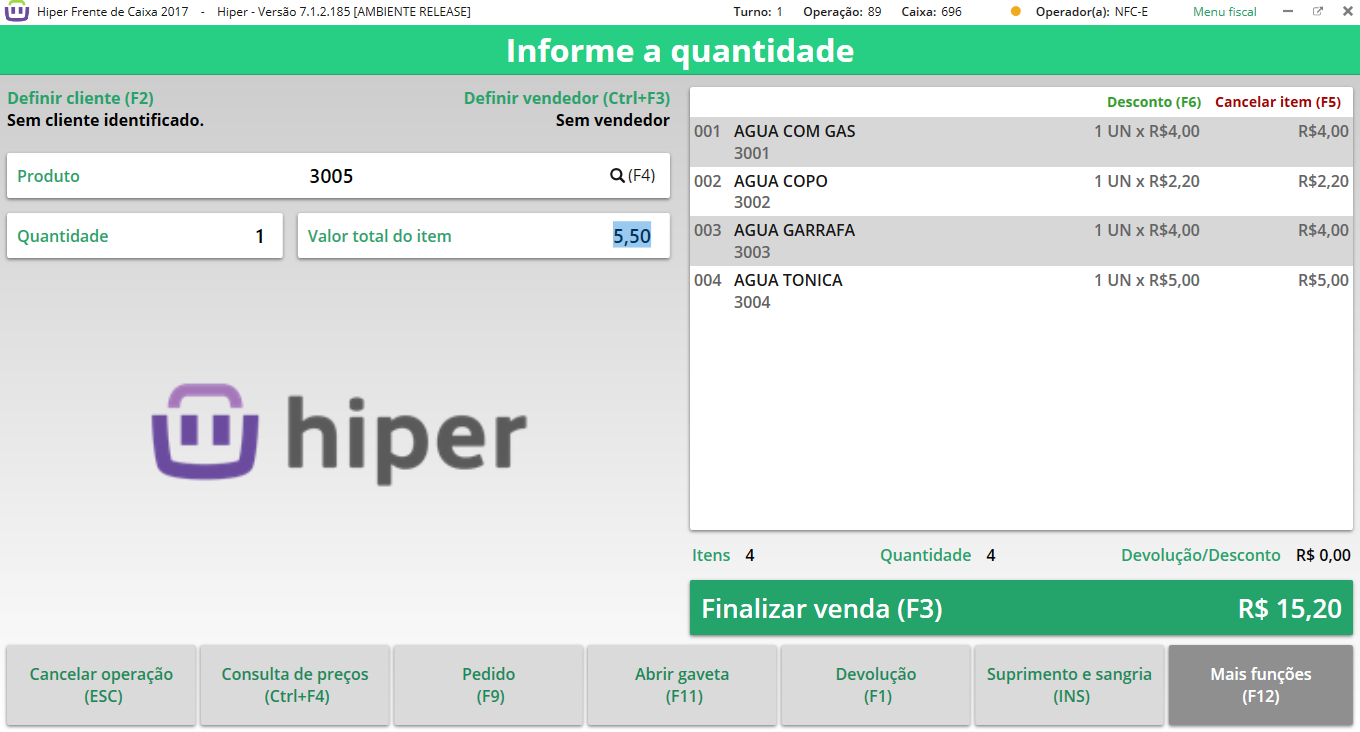 Hiper Frente de Caixa 2017 - Hiper - Versão 7.1.2.185 [AMBIENTE RELEASE] Turno: 1 Operação: 89 Caixa: 696 Operador(a): NFC-E Menu fiscal
Informe a quantidade
Definir cliente (F2) Definir vendedor (Ctrl+F3)
Sem cliente identificado. Sem vendedor
Produto 3005 (F4)
Quantidade 1 Valor total do item 5,50
hiper
Desconto (F6) Cancelar item (F5)
001 AGUA COM GAS 1 UN x R$4,00 R$4,00
3001
002 AGUA COPO 1 UN x R$2,20 R$2,20
3002
003 AGUA GARRAFA 1 UN x R$4,00 R$4,00
3003
004 AGUA TONICA 1 UN x R$5,00 R$5,00
3004
Itens 4 Quantidade 4 Devolução/Desconto R$ 0,00
Finalizar venda (F3) R$ 15,20
Cancelar operação
(ESC)
Consulta de preços
(Ctrl+F4)
Pedido
(F9)
Abrir gaveta
(F11)
Devolução
(F1)
Suprimento e sangria
(INS)
Mais funções
(F12)